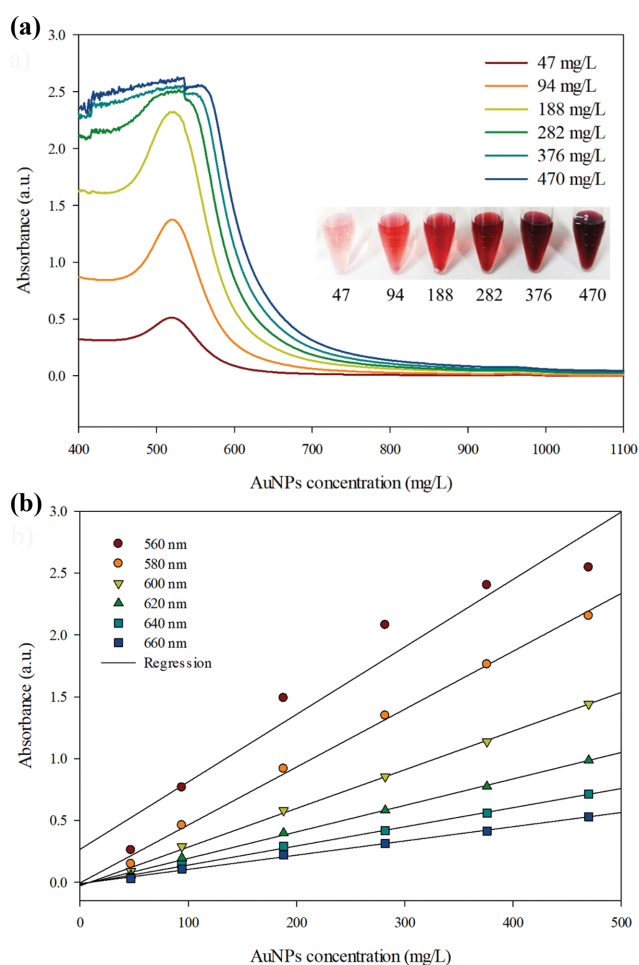 (a)
a)
3.0
2.5
2.0
1.5
1.0
0.5
0.0
Absorbance (a.u.)
47 mg/L
94 mg/L
188 mg/L
282 mg/L
376 mg/L
470 mg/L
2
47 94 188 282 376 470
400 500 600 700 800 900 1000 1100
AuNPs concentration (mg/L)
(b)
b)
3.0
2.5
2.0
1.5
1.0
0.5
0.0
Absorbance (a.u.)
560 nm
580 nm
600 nm
620 nm
640 nm
660 nm
Regression
0 100 200 300 400 500
AuNPs concentration (mg/L)